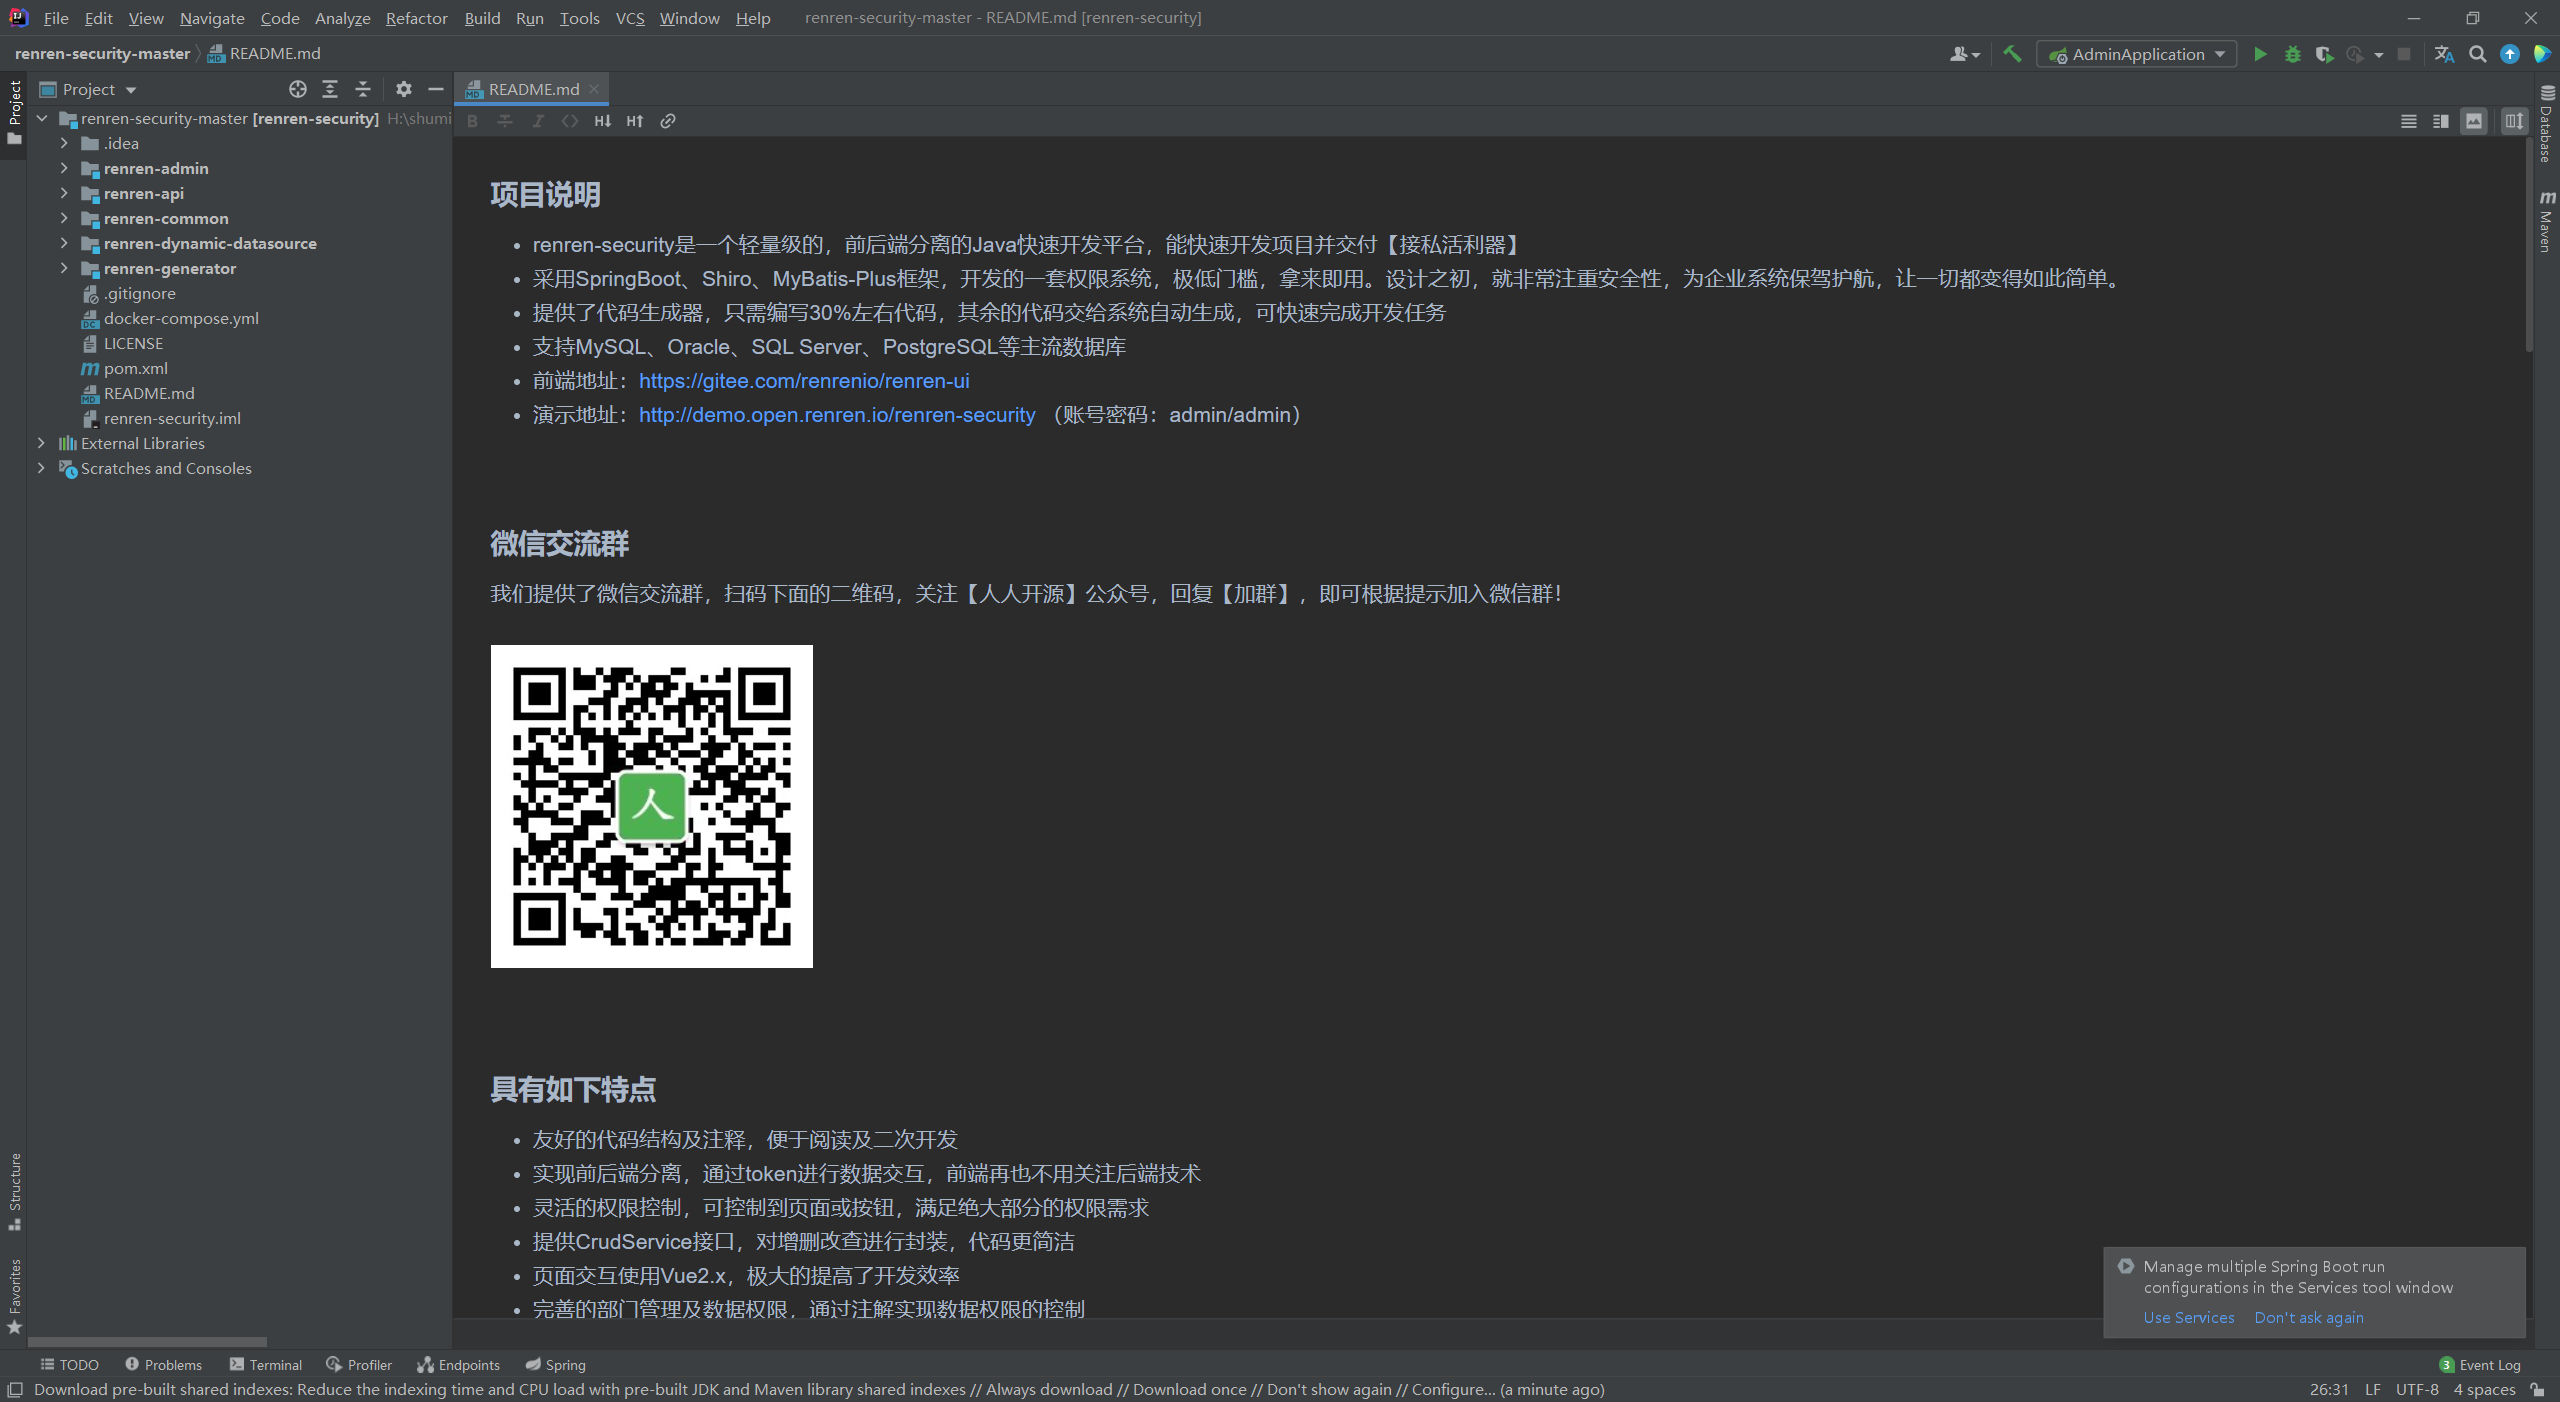 File Edit View Navigate Code Analyze Refactor Build Run Tools VCS Window Help renren-security-master - README.md [renren-security]
renren-security-master README.md
AdminApplication
Project
Project
README.md
renren-security-master [renren-security] H:\shumi
.idea
renren-admin
renren-api
renren-common
renren-dynamic-datasource
renren-generator
.gitignore
docker-compose.yml
LICENSE
pom.xml
README.md
renren-security.iml
External Libraries
Scratches and Consoles
Structure
Favorites
项目说明
• renren-security是一个轻量级的，前后端分离的Java快速开发平台，能快速开发项目并交付【接私活利器】
• 采用SpringBoot、Shiro、MyBatis-Plus框架，开发的一套权限系统，极低门槛，拿来即用。设计之初，就非常注重安全性，为企业系统保驾护航，让一切都变得如此简单。
• 提供了代码生成器，只需编写30%左右代码，其余的代码交给系统自动生成，可快速完成开发任务
• 支持MySQL、Oracle、SQL Server、PostgreSQL等主流数据库
• 前端地址：https://gitee.com/renrenio/renren-ui
• 演示地址：http://demo.open.renren.io/renren-security （账号密码：admin/admin）
微信交流群
我们提供了微信交流群，扫码下面的二维码，关注【人人开源】公众号，回复【加群】，即可根据提示加入微信群！
人
具有如下特点
• 友好的代码结构及注释，便于阅读及二次开发
• 实现前后端分离，通过token进行数据交互，前端再也不用关注后端技术
• 灵活的权限控制，可控制到页面或按钮，满足绝大部分的权限需求
• 提供CrudService接口，对增删改查进行封装，代码更简洁
• 页面交互使用Vue2.x，极大的提高了开发效率
• 完善的部门管理及数据权限，通过注解实现数据权限的控制
Database
Maven
Manage multiple Spring Boot run
configurations in the Services tool window
Use Services Don't ask again
TODO Problems Terminal Profiler Endpoints Spring 3 Event Log
Download pre-built shared indexes: Reduce the indexing time and CPU load with pre-built JDK and Maven library shared indexes // Always download // Download once // Don't show again // Configure... (a minute ago) 26:31 LF UTF-8 4 spaces